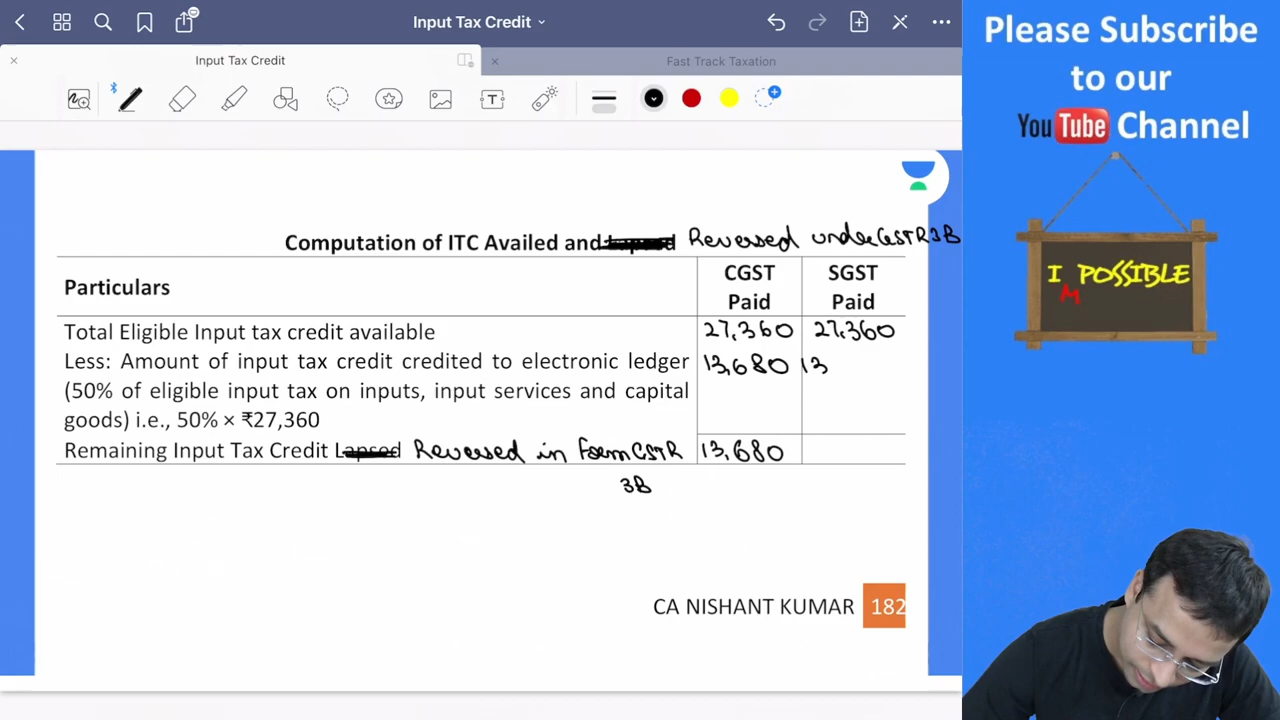 Input Tax Credit
Input Tax Credit
Fast Track Taxation
Please Subscribe
to our
YouTube Channel
I POSSIBLE
M
Computation of ITC Availed and Lapsed Reversed under GSTR3B
Particulars
CGST
Paid
SGST
Paid
Total Eligible Input tax credit available 27,360 27,360
Less: Amount of input tax credit credited to electronic ledger 13,680 13
(50% of eligible input tax on inputs, input services and capital
goods) i.e., 50% × ₹27,360
Remaining Input Tax Credit Lapsed Reversed in Form GSTR 13,680
3B
CA NISHANT KUMAR 182